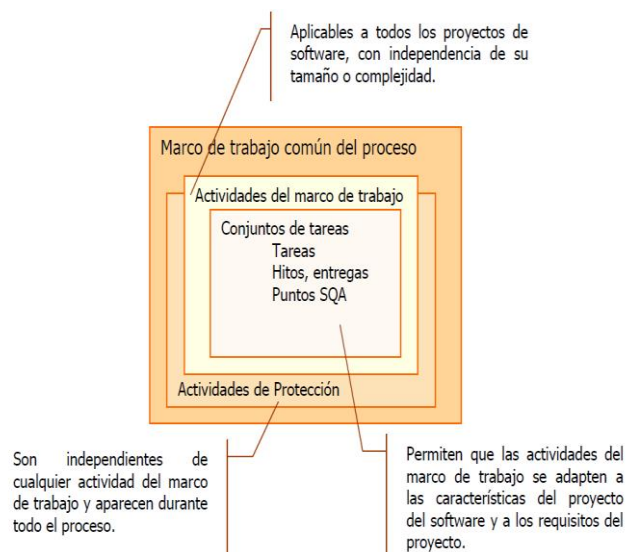 Aplicables a todos los proyectos de
software, con independencia de su
tamaño o complejidad.
Marco de trabajo común del proceso
Actividades del marco de trabajo
Conjuntos de tareas
Tareas
Hitos, entregas
Puntos SQA
Actividades de Protección
Son independientes de
cualquier actividad del marco
de trabajo y aparecen durante
todo el proceso.
Permiten que las actividades del
marco de trabajo se adapten a
las características del proyecto
del software y a los requisitos del
proyecto.